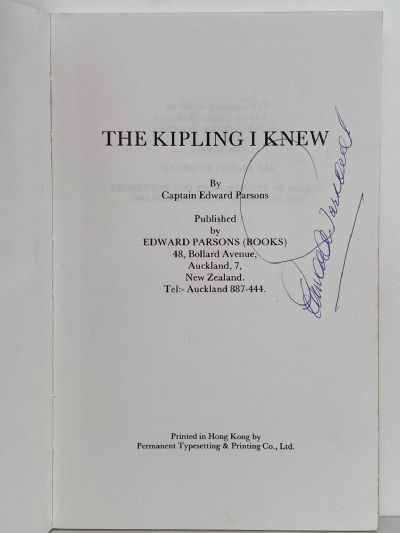 THE KIPLING I KNEW
By
Captain Edward Parsons
Published
by
EDWARD PARSONS (BOOKS)
48, Bollard Avenue,
Auckland, 7,
New Zealand.
Tel:- Auckland 887-444.
Printed in Hong Kong by
Permanent Typesetting & Printing Co., Ltd.